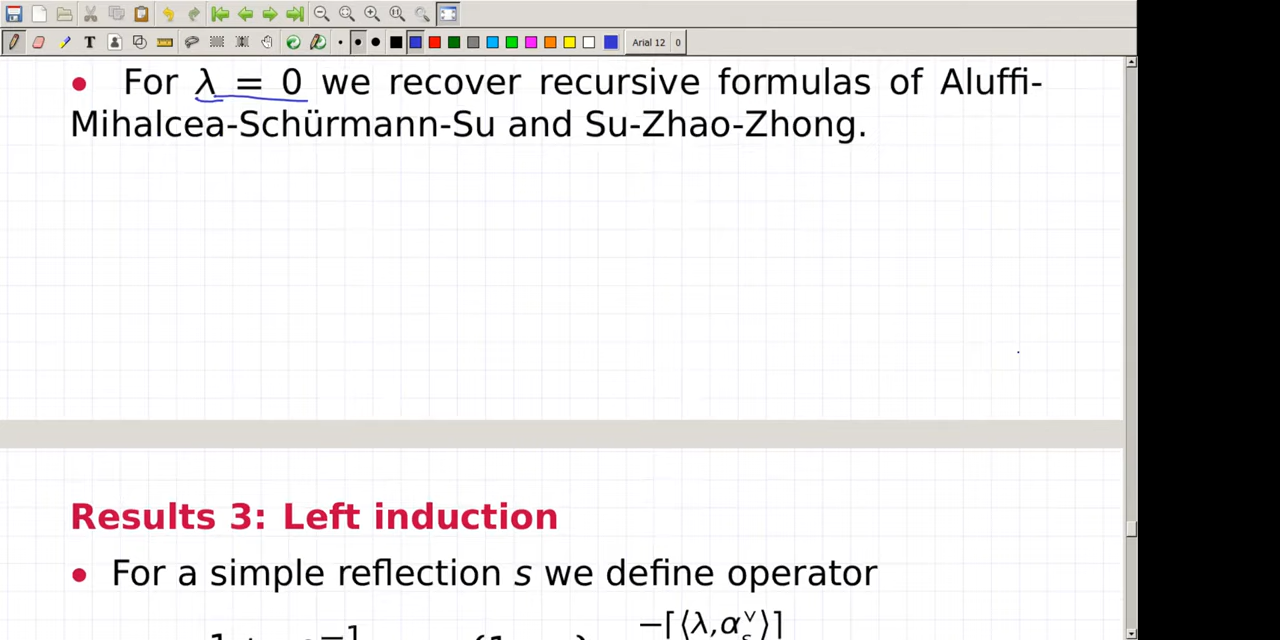 Arial 12 0
• For λ = 0 we recover recursive formulas of Aluffi-
Mihalcea-Schürmann-Su and Su-Zhao-Zhong.
Results 3: Left induction
• For a simple reflection s we define operator
−⌈⟨λ,α